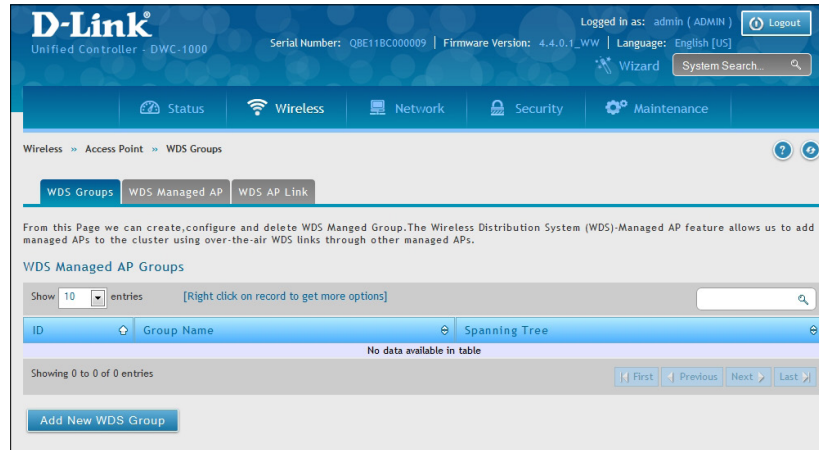 D-Link
Logged in as: admin ( ADMIN ) Logout
Unified Controller - DWC-1000
Serial Number: QBE11BC000009 | Firmware Version: 4.4.0.1_WW | Language: English [US]
Wizard System Search...
Status Wireless Network Security Maintenance
Wireless » Access Point » WDS Groups
WDS Groups WDS Managed AP WDS AP Link
From this Page we can create,configure and delete WDS Manged Group.The Wireless Distribution System (WDS)-Managed AP feature allows us to add
managed APs to the cluster using over-the-air WDS links through other managed APs.
WDS Managed AP Groups
Show 10 entries [Right click on record to get more options]
ID Group Name Spanning Tree
No data available in table
Showing 0 to 0 of 0 entries
First Previous Next Last
Add New WDS Group